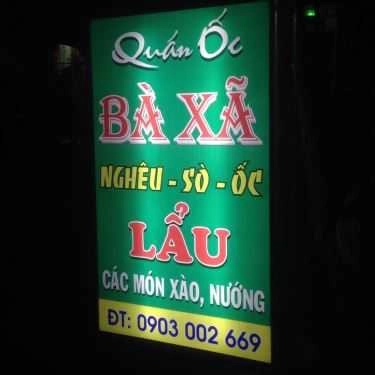 Quán Ốc
BÀ XÃ
NGHÊU - SÒ - ỐC
LẨU
CÁC MÓN XÀO, NƯỚNG
ĐT: 0903 002 669